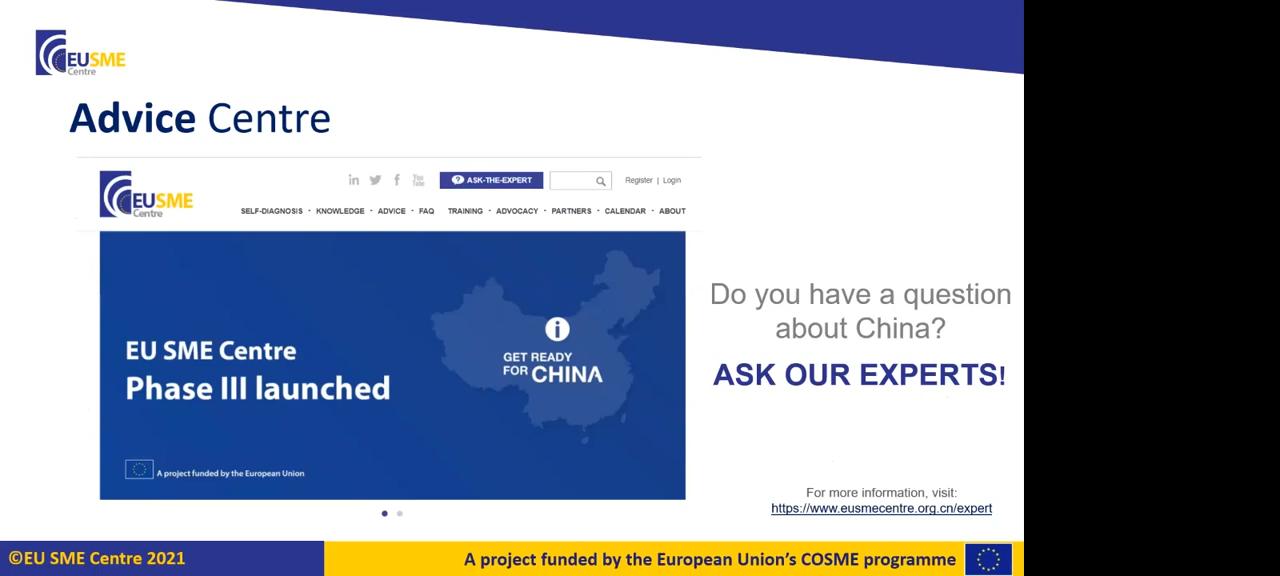 EUSME
Centre
Advice Centre
EUSME
Centre
in f You Tube ? ASK-THE-EXPERT Register | Login
SELF-DIAGNOSIS · KNOWLEDGE · ADVICE · FAQ TRAINING · ADVOCACY · PARTNERS · CALENDAR · ABOUT
EU SME Centre
Phase III launched
i
GET READY
FOR CHINA
A project funded by the European Union
Do you have a question
about China?
ASK OUR EXPERTS!
For more information, visit:
https://www.eusmecentre.org.cn/expert
©EU SME Centre 2021
A project funded by the European Union’s COSME programme